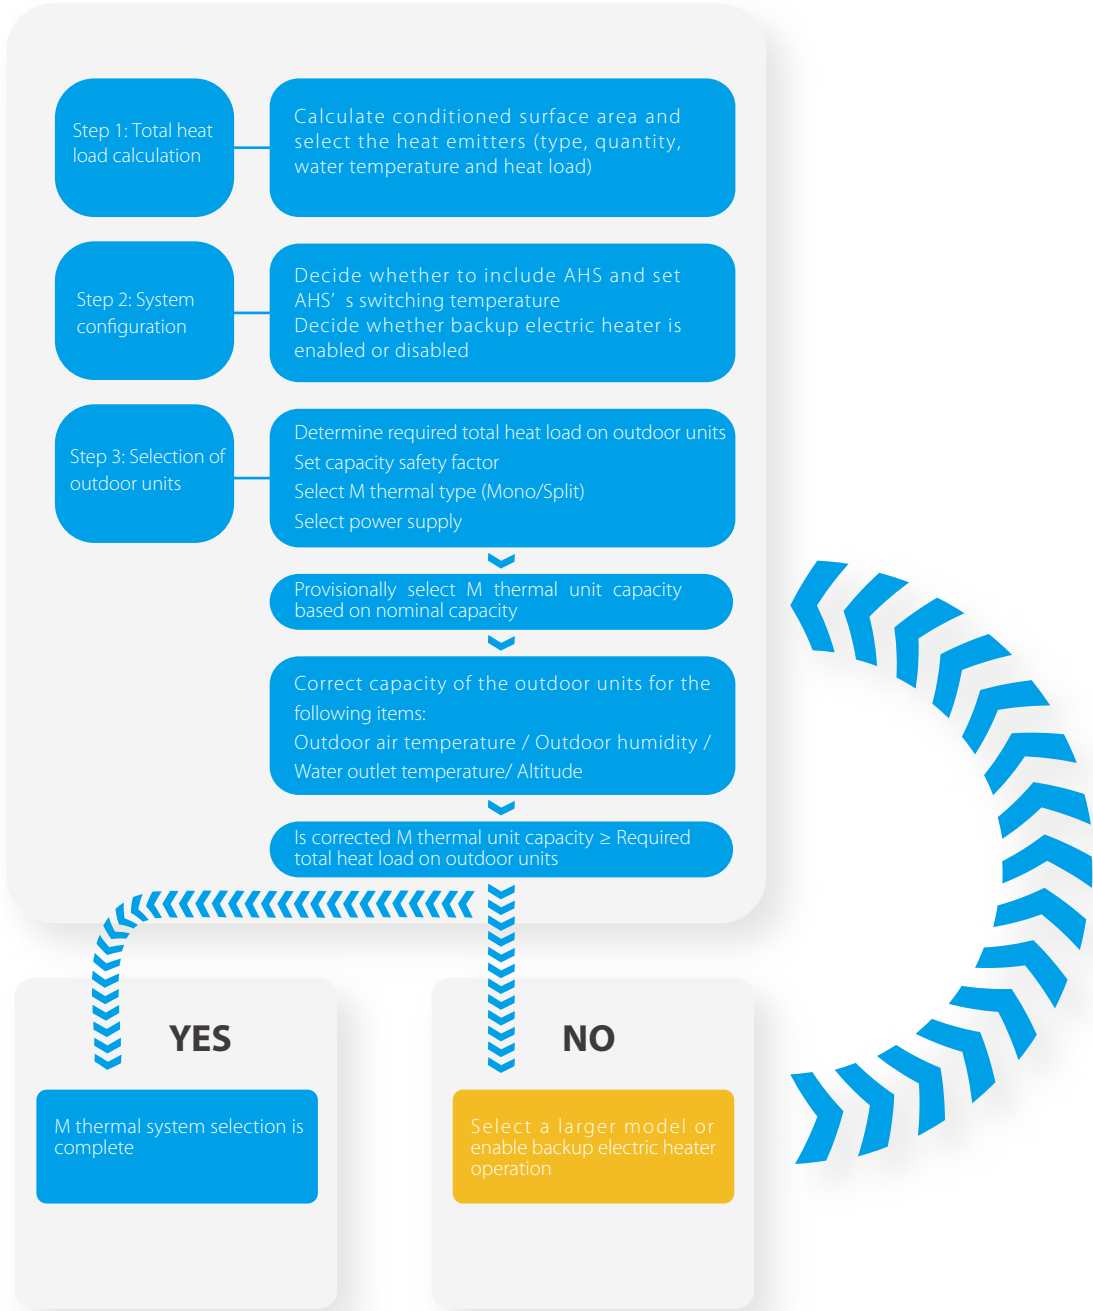 Step 1: Total heat
load calculation
Calculate conditioned surface area and
select the heat emitters (type, quantity,
water temperature and heat load)
Step 2: System
configuration
Decide whether to include AHS and set
AHS’ s switching temperature
Decide whether backup electric heater is
enabled or disabled
Step 3: Selection of
outdoor units
Determine required total heat load on outdoor units
Set capacity safety factor
Select M thermal type (Mono/Split)
Select power supply
Provisionally select M thermal unit capacity
based on nominal capacity
Correct capacity of the outdoor units for the
following items:
Outdoor air temperature / Outdoor humidity /
Water outlet temperature/ Altitude
Is corrected M thermal unit capacity ≥ Required
total heat load on outdoor units
YES
M thermal system selection is
complete
NO
Select a larger model or
enable backup electric heater
operation